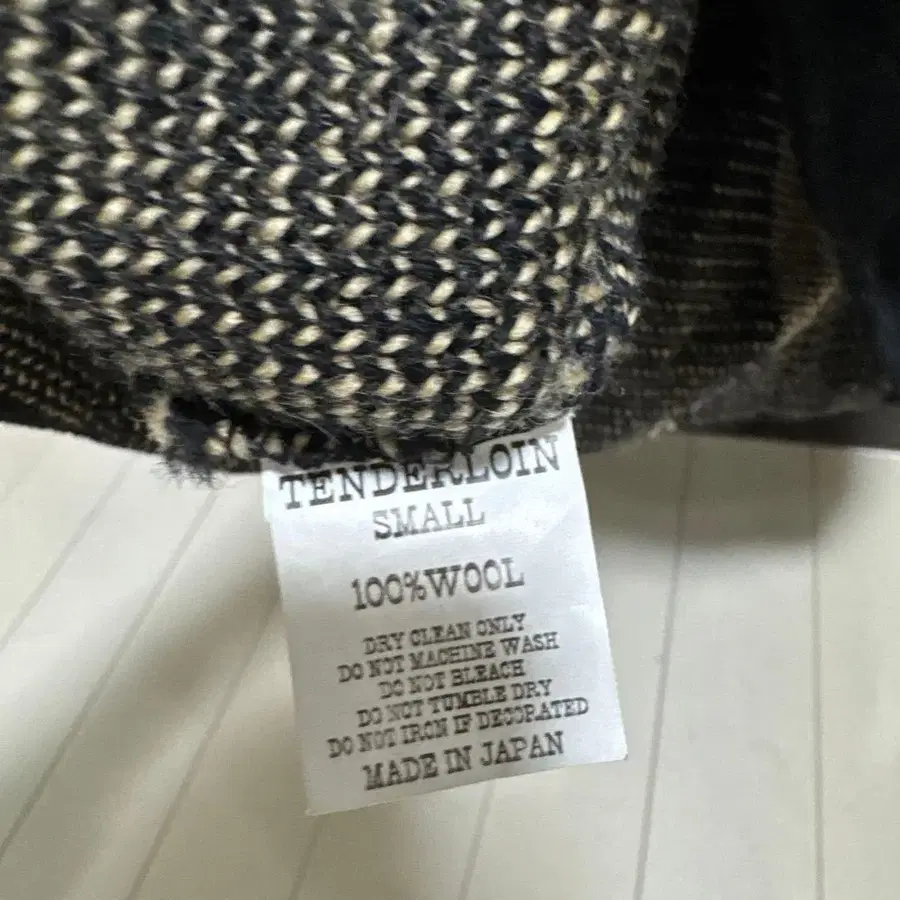 TENDERLOIN
SMALL
100%WOOL
DRY CLEAN ONLY
DO NOT MACHINE WASH
DO NOT BLEACH
DO NOT TUMBLE DRY
DO NOT IRON IF DECORATED
MADE IN JAPAN